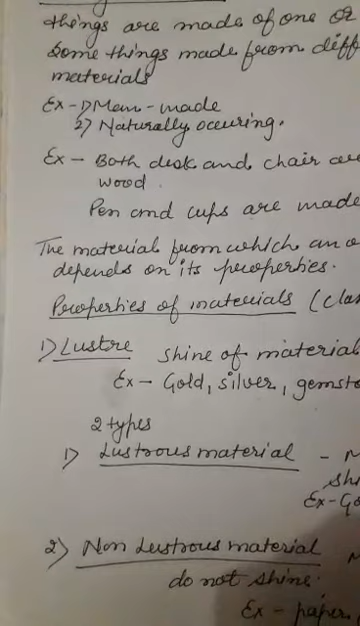 things are made of one or
some things made from diff
materials
Ex-1) Man-made
2) Naturally occuring.
Ex - Both desk and chair are
wood.
Pen and cups are made
The material from which an o
depends on its properties.
Properties of materials (Clas
1) Lustre shine of material
Ex - Gold, silver, gemsto
2 types
1) Lustrous material - M
shi
Ex - Go
2) Non Lustrous material M
do not shine.
Ex - paper,